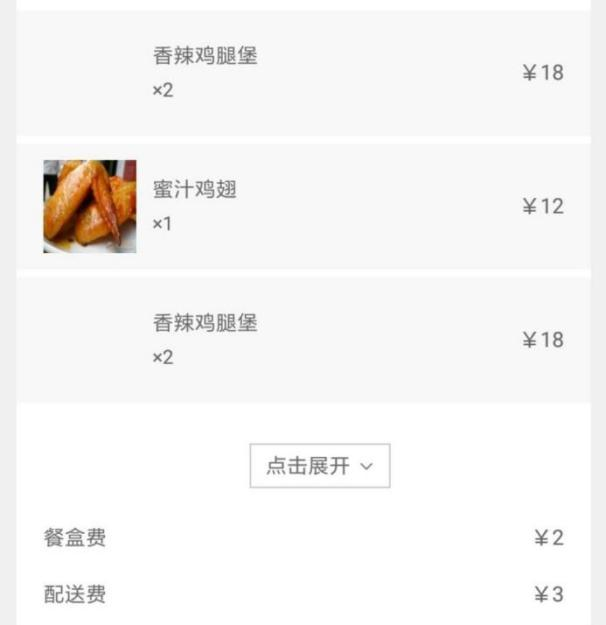 香辣鸡腿堡
×2
￥18
蜜汁鸡翅
×1
￥12
香辣鸡腿堡
×2
￥18
点击展开
餐盒费 ￥2
配送费 ￥3